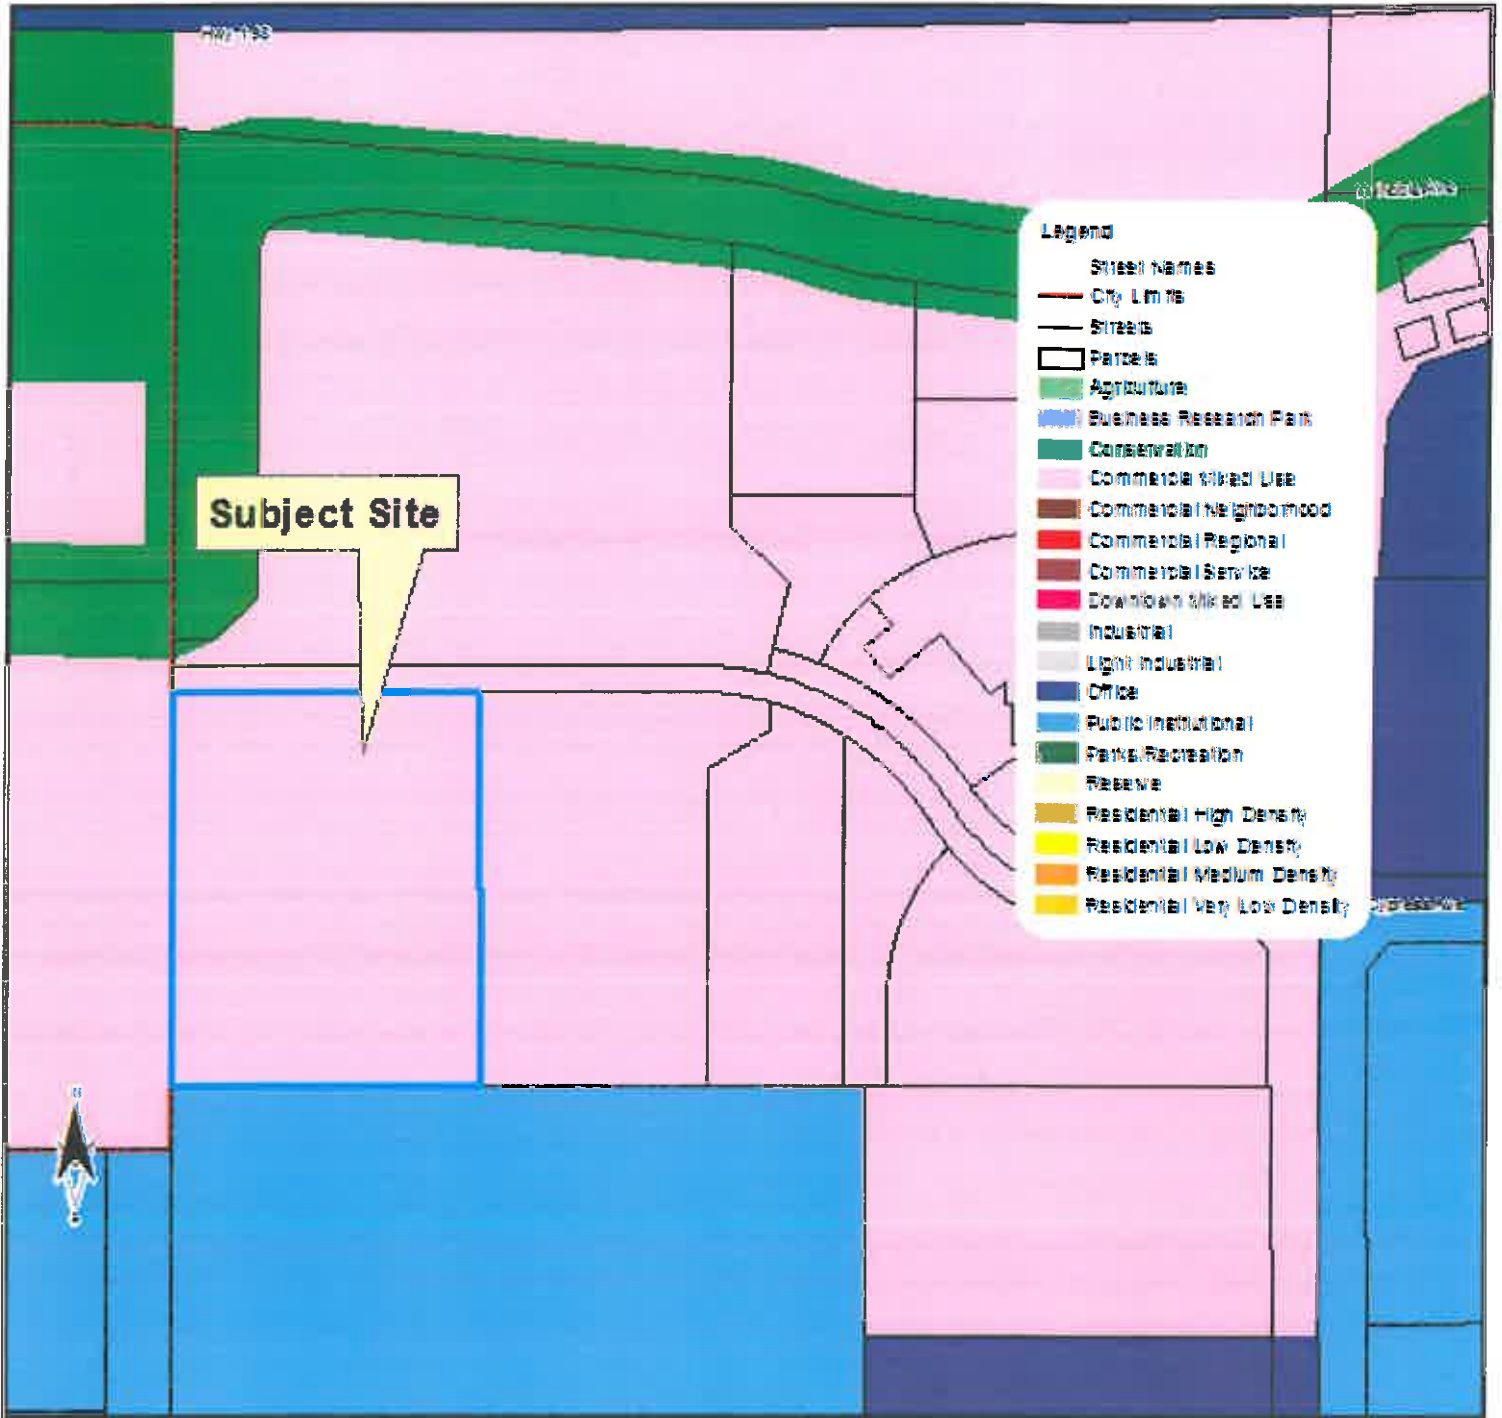 Hwy 198
Legend
Street Names
City Limits
Streets
Parcels
Agriculture
Business Research Park
Conservation
Commercial Mixed Use
Commercial Neighborhood
Commercial Regional
Commercial Service
Downtown Mixed Use
Industrial
Light Industrial
Office
Public Institutional
Parks/Recreation
Reserve
Residential High Density
Residential Low Density
Residential Medium Density
Residential Very Low Density
Subject Site
N